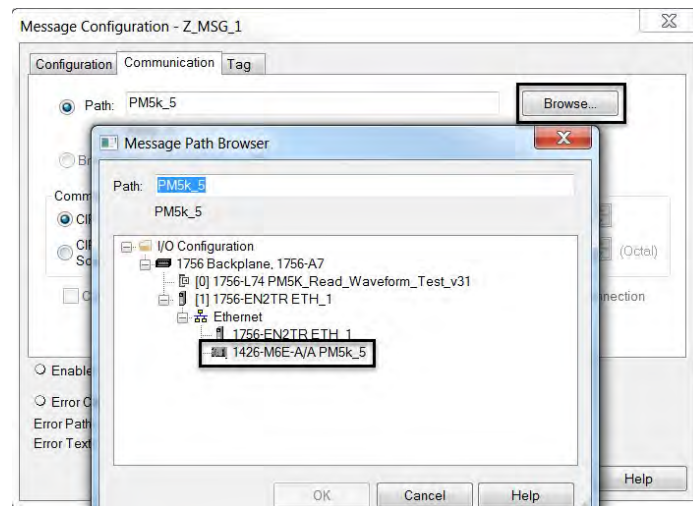 Message Configuration - Z_MSG_1
Configuration Communication Tag
Path: PM5k_5 Browse...
Message Path Browser
Path: PM5k_5
PM5k_5
Comm
(Octal)
I/O Configuration
1756 Backplane, 1756-A7
[0] 1756-L74 PM5K_Read_Waveform_Test_v31
[1] 1756-EN2TR ETH_1
nection
Ethernet
1756-EN2TR ETH_1
1426-M6E-A/A PM5k_5
Enable
Error C
Error Path
Error Text
OK Cancel Help
Help